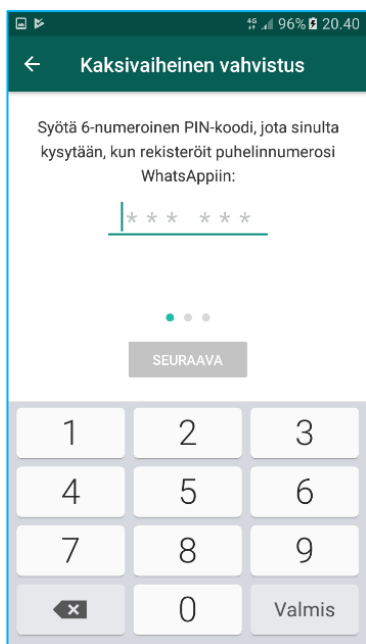 4G 96% 20.40
Kaksivaiheinen vahvistus
Syötä 6-numeroinen PIN-koodi, jota sinulta
kysytään, kun rekisteröit puhelinnumerosi
WhatsAppiin:
* * * * * *
SEURAAVA
1 2 3
4 5 6
7 8 9
0 Valmis